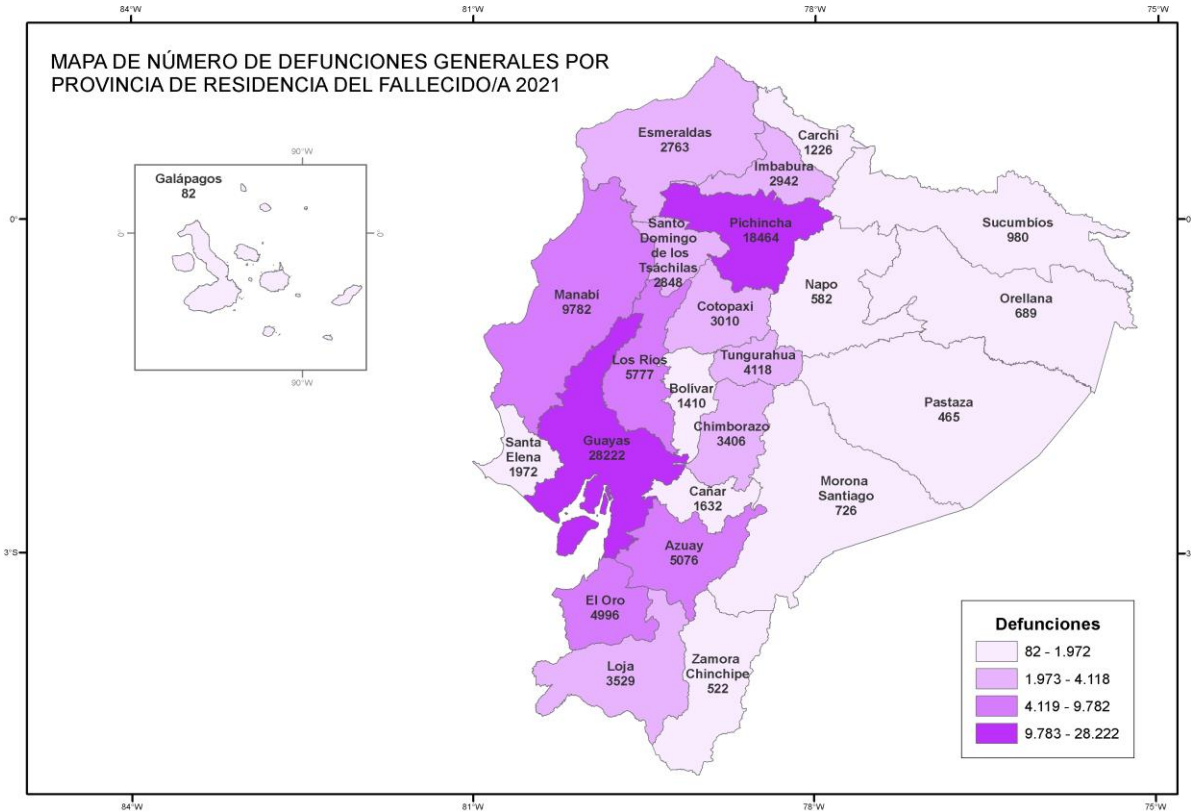 84°W
81°W
78°W
75°W
MAPA DE NÚMERO DE DEFUNCIONES GENERALES POR
PROVINCIA DE RESIDENCIA DEL FALLECIDO/A 2021
90°W
Galápagos
82
0°
0°
90°W
0°
0°
Esmeraldas
2763
Carchi
1226
Imbabura
2942
Pichincha
18464
Sucumbíos
980
Santo
Domingo
de los
Tsáchilas
2848
Manabí
9782
Napo
582
Orellana
689
Cotopaxi
3010
Los Ríos
5777
Tungurahua
4118
Bolívar
1410
Pastaza
465
Chimborazo
3406
Santa
Elena
1972
Guayas
28222
Morona
Santiago
726
Cañar
1632
3°S
3
Azuay
5076
El Oro
4996
Loja
3529
Zamora
Chinchipe
522
Defunciones
82 - 1.972
1.973 - 4.118
4.119 - 9.782
9.783 - 28.222
84°W
81°W
78°W
75°W